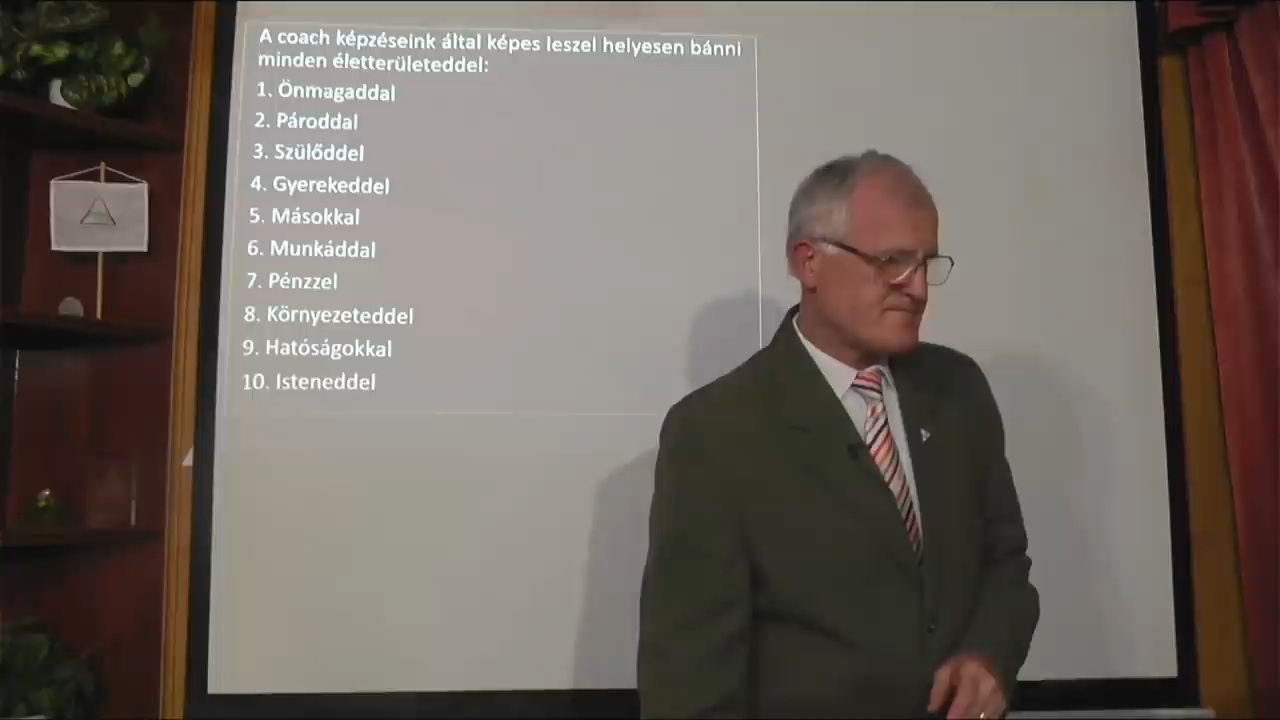 A coach képzéseink által képes leszel helyesen bánni
minden életterületeddel:
1. Önmagaddal
2. Pároddal
3. Szülőddel
4. Gyerekeddel
5. Másokkal
6. Munkáddal
7. Pénzzel
8. Környezeteddel
9. Hatóságokkal
10. Isteneddel